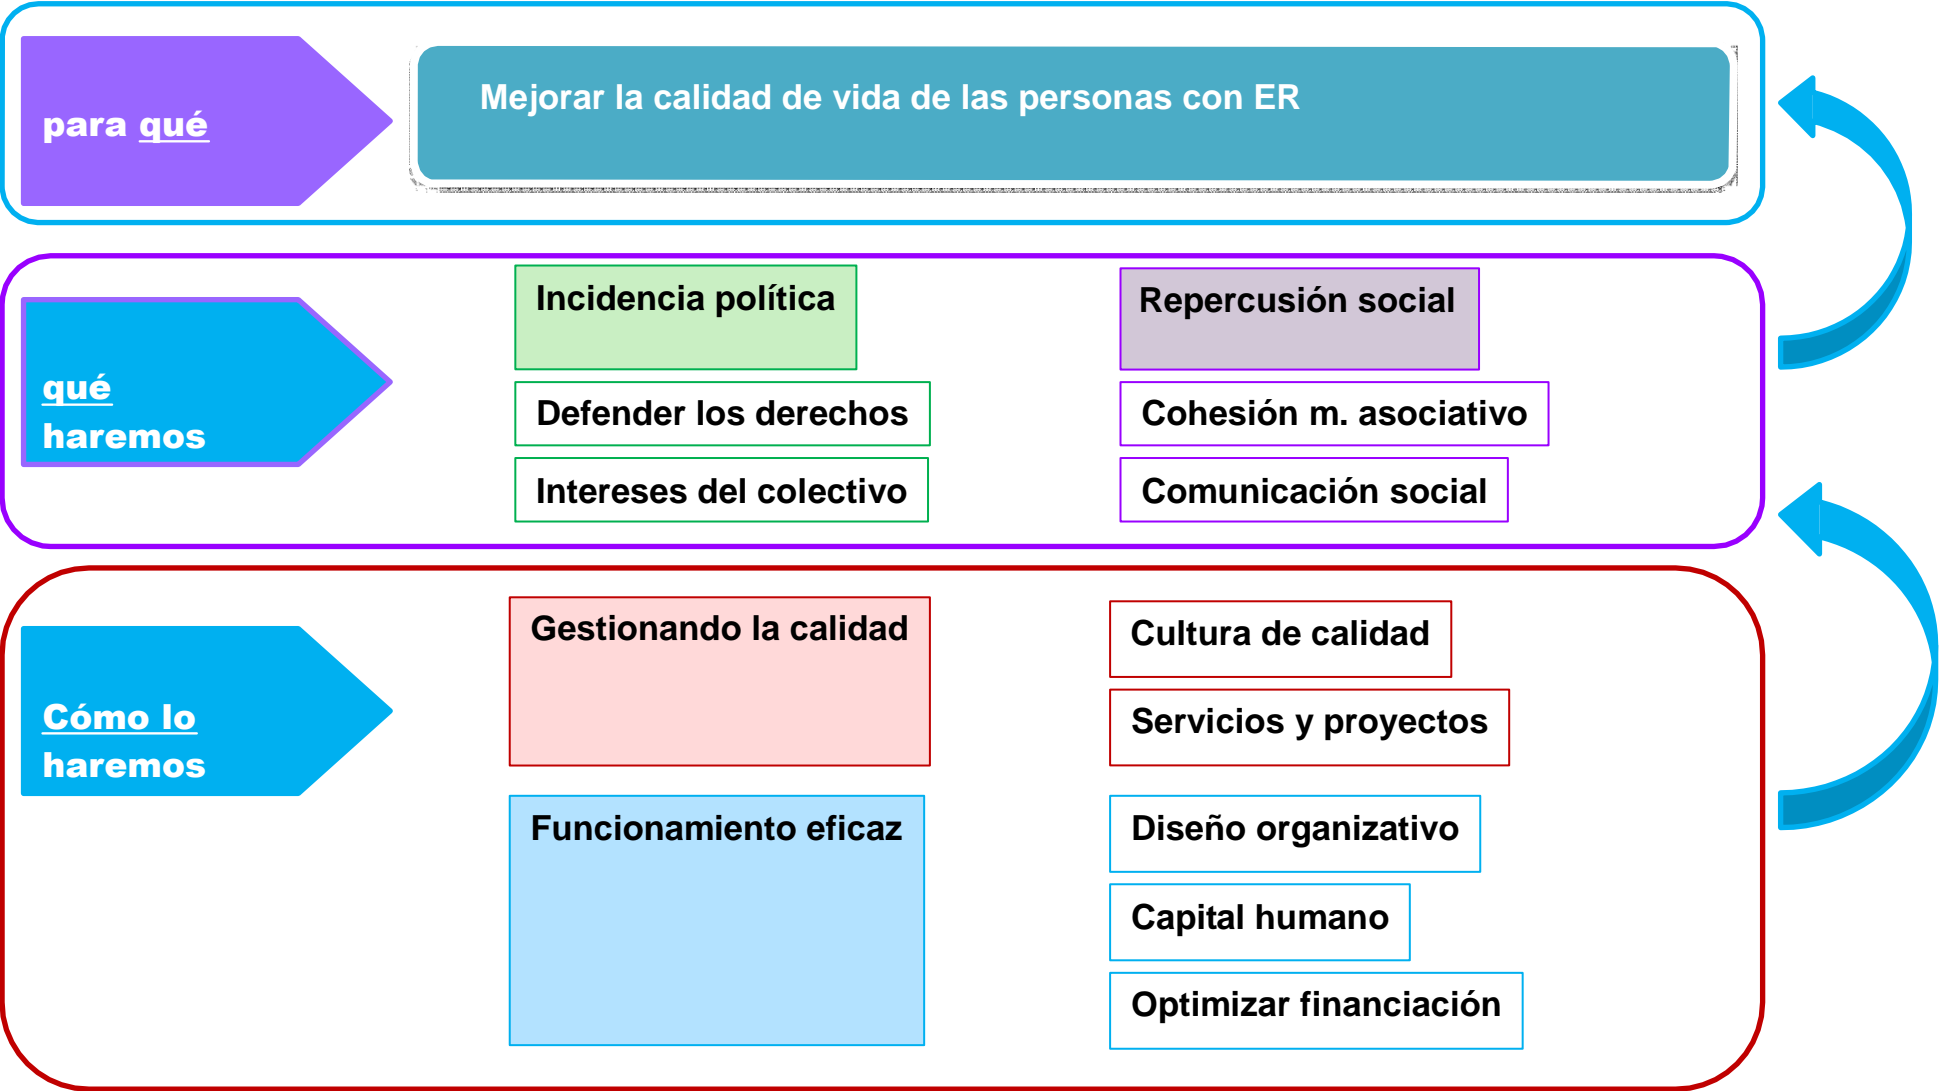 para qué
Mejorar la calidad de vida de las personas con ER
qué
haremos
Incidencia política
Defender los derechos
Intereses del colectivo
Repercusión social
Cohesión m. asociativo
Comunicación social
Cómo lo
haremos
Gestionando la calidad
Cultura de calidad
Servicios y proyectos
Funcionamiento eficaz
Diseño organizativo
Capital humano
Optimizar financiación